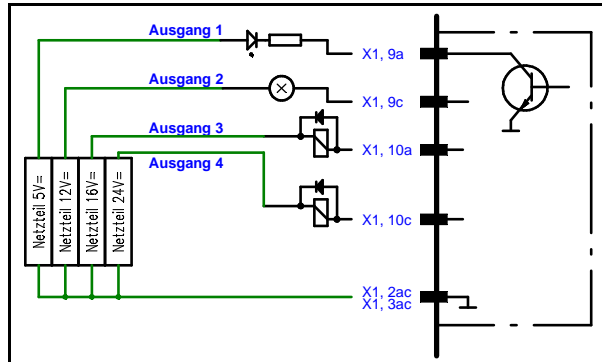 Ausgang 1
X1, 9a
Ausgang 2
X1, 9c
Ausgang 3
X1, 10a
Ausgang 4
Netzteil 5V=
Netzteil 12V=
Netzteil 16V=
Netzteil 24V=
X1, 10c
X1, 2ac
X1, 3ac